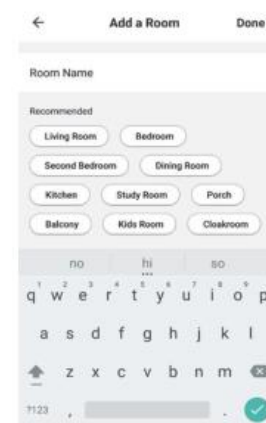 Add a Room Done
Room Name
Recommended
Living Room Bedroom
Second Bedroom Dining Room
Kitchen Study Room Porch
Balcony Kids Room Cloakroom
no hi so
1 2 3 4 5 6 7 8 9
q w e r t y u i o p
a s d f g h j k l
z x c v b n m
?123 , .